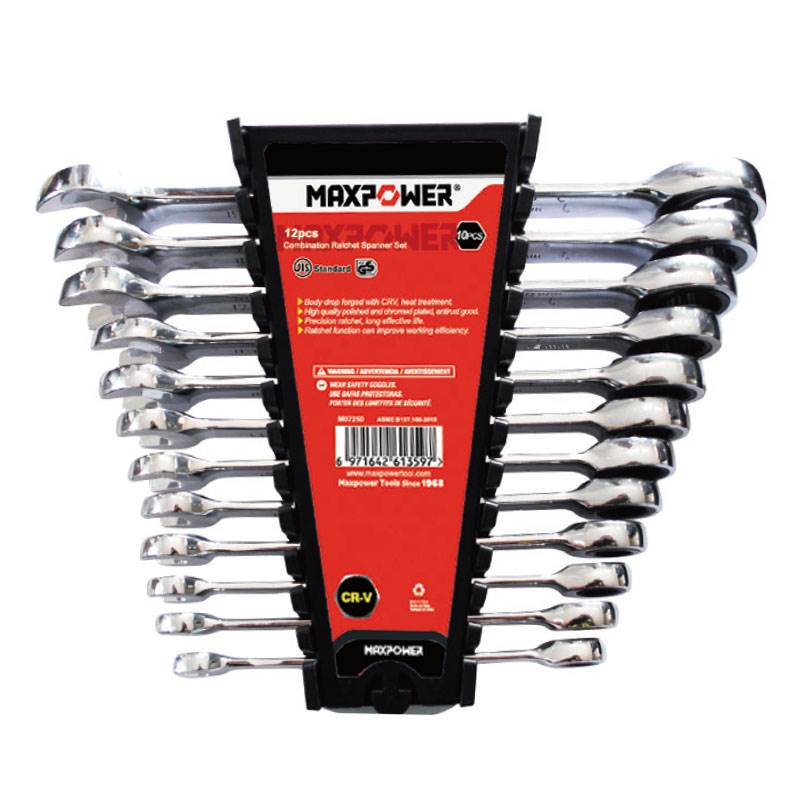 MAXPOWER®
MAXPOWER
12pcs
10PCS
Combination Ratchet Spanner Set
JIS Standard GS
Body drop forged with CRV, heat treatment.
High quality polished and chromed plated, antirust good.
Precision ratchet, long effective life.
Ratchet function can improve working efficiency.
WARNING / ADVERTENCIA / AVERTISSEMENT
WEAR SAFETY GOGGLES.
USE GAFAS PROTESTORAS.
PORTER DES LUNETTES DE SÉCURITÉ.
M07250 ASME B107.100-2010
6 971642 613597 >
www.maxpowertool.com
Maxpower Tools Since 1968
CR-V
MAXPOWER